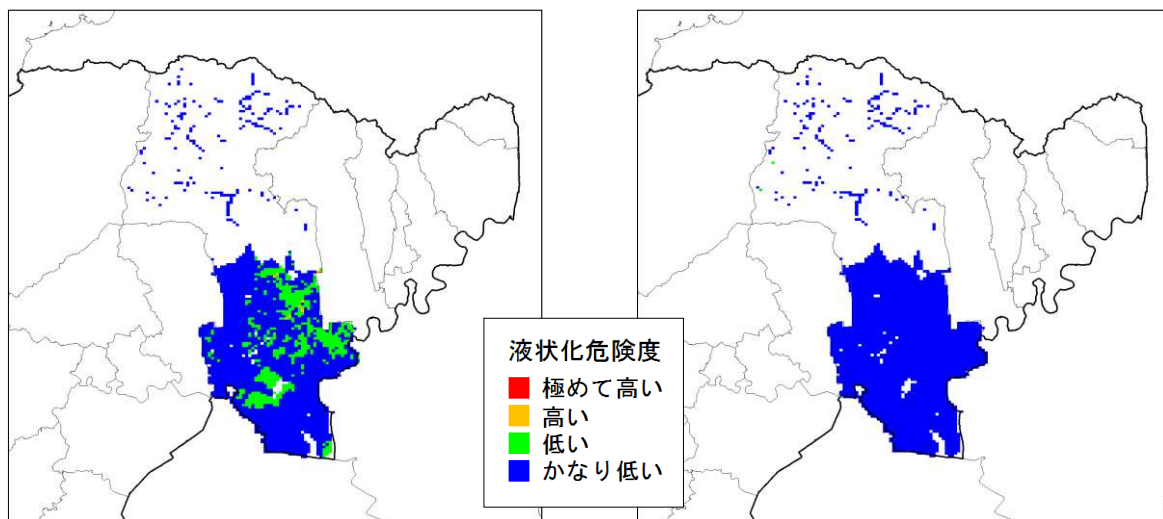 液状化危険度
極めて高い
高い
低い
かなり低い